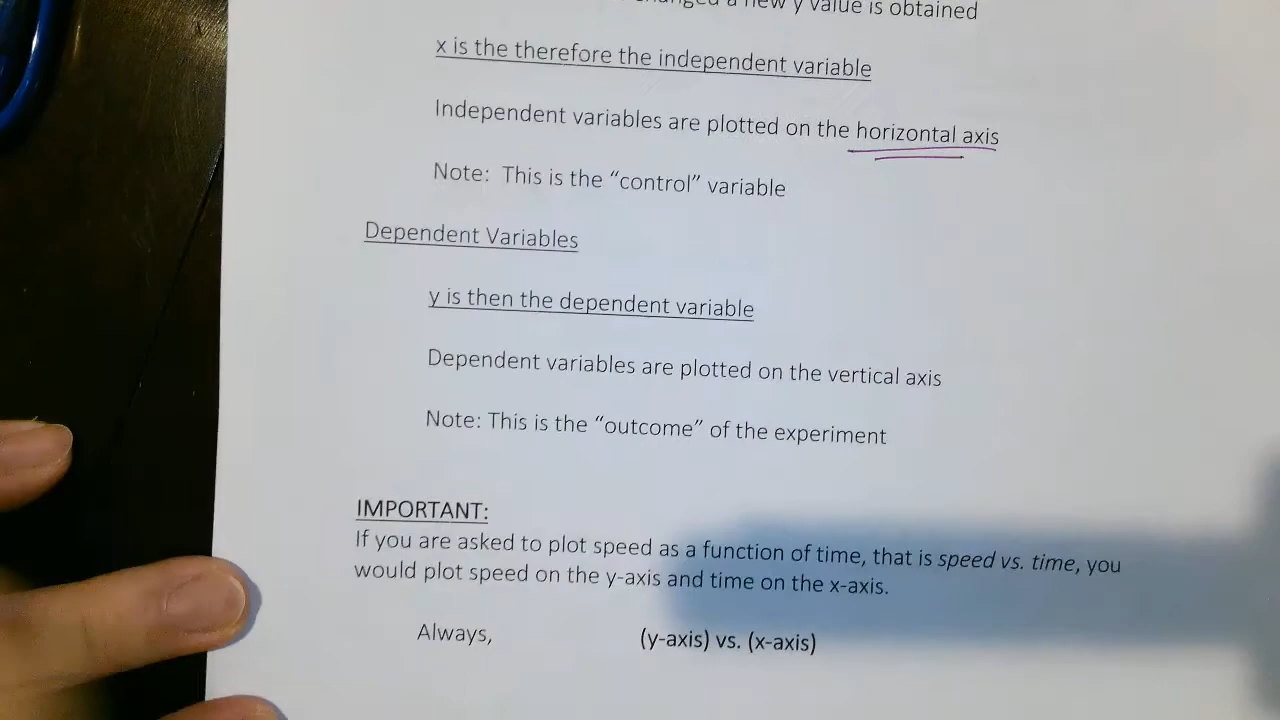 a new y value is obtained
x is the therefore the independent variable
Independent variables are plotted on the horizontal axis
Note: This is the “control” variable
Dependent Variables
y is then the dependent variable
Dependent variables are plotted on the vertical axis
Note: This is the “outcome” of the experiment
IMPORTANT:
If you are asked to plot speed as a function of time, that is speed vs. time, you
would plot speed on the y-axis and time on the x-axis.
Always, (y-axis) vs. (x-axis)